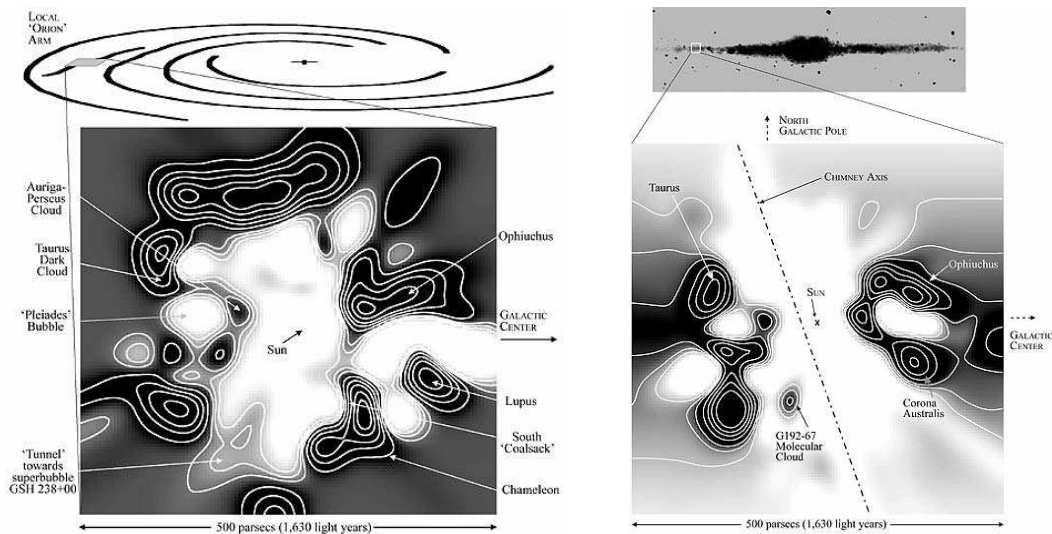 LOCAL
'ORION'
ARM
AURIGA-
PERSEUS
CLOUD
Taurus
Dark
Cloud
'Pleiades'
Bubble
'Tunnel'
towards
superbubble
GSH 238+00
Sun
Ophiuchus
GALACTIC
CENTER
Lupus
South
'Coalsack'
Chameleon
500 parsecs (1,630 light years)
NORTH
GALACTIC POLE
CHIMNEY AXIS
Taurus
Ophiuchus
SUN
GALACTIC
CENTER
Corona
Australis
G192-67
Molecular
Cloud
500 parsecs (1,630 light years)